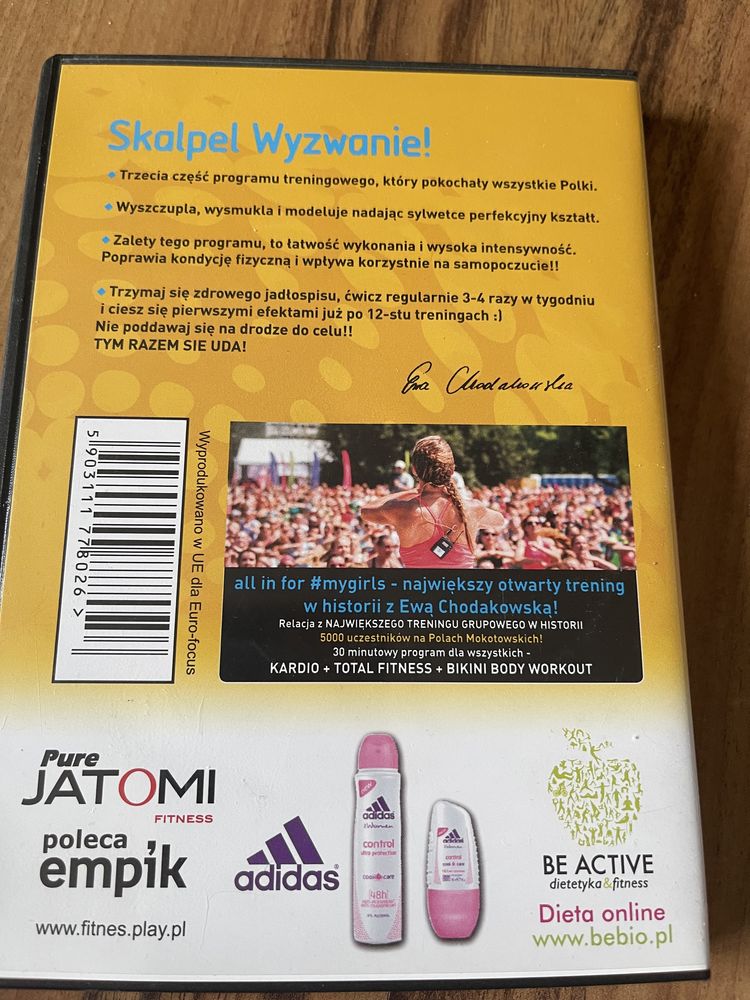 Skalpel Wyzwanie!
Trzecia część programu treningowego, który pokochały wszystkie Polki.
Wyszczupla, wysmukla i modeluje nadając sylwetce perfekcyjny kształt.
Zalety tego programu, to łatwość wykonania i wysoka intensywność.
Poprawia kondycję fizyczną i wpływa korzystnie na samopoczucie!!
Trzymaj się zdrowego jadłospisu, ćwicz regularnie 3-4 razy w tygodniu
i ciesz się pierwszymi efektami już po 12-stu treningach :)
Nie poddawaj się na drodze do celu!!
TYM RAZEM SIE UDA!
Ewa Chodakowska
5 903111 778026 >
Wyprodukowano w UE dla Euro-focus
all in for #mygirls - największy otwarty trening
w historii z Ewą Chodakowską!
Relacja z NAJWIĘKSZEGO TRENINGU GRUPOWEGO W HISTORII
5000 uczestników na Polach Mokotowskich!
30 minutowy program dla wszystkich -
KARDIO + TOTAL FITNESS + BIKINI BODY WORKOUT
Pure
JATOMI
FITNESS
poleca
empik
www.fitnes.play.pl
adidas
adidas
control
ultra protection
cool & care
48h
adidas
control
cool & care
BE ACTIVE
dietetyka&fitness
Dieta online
www.bebio.pl